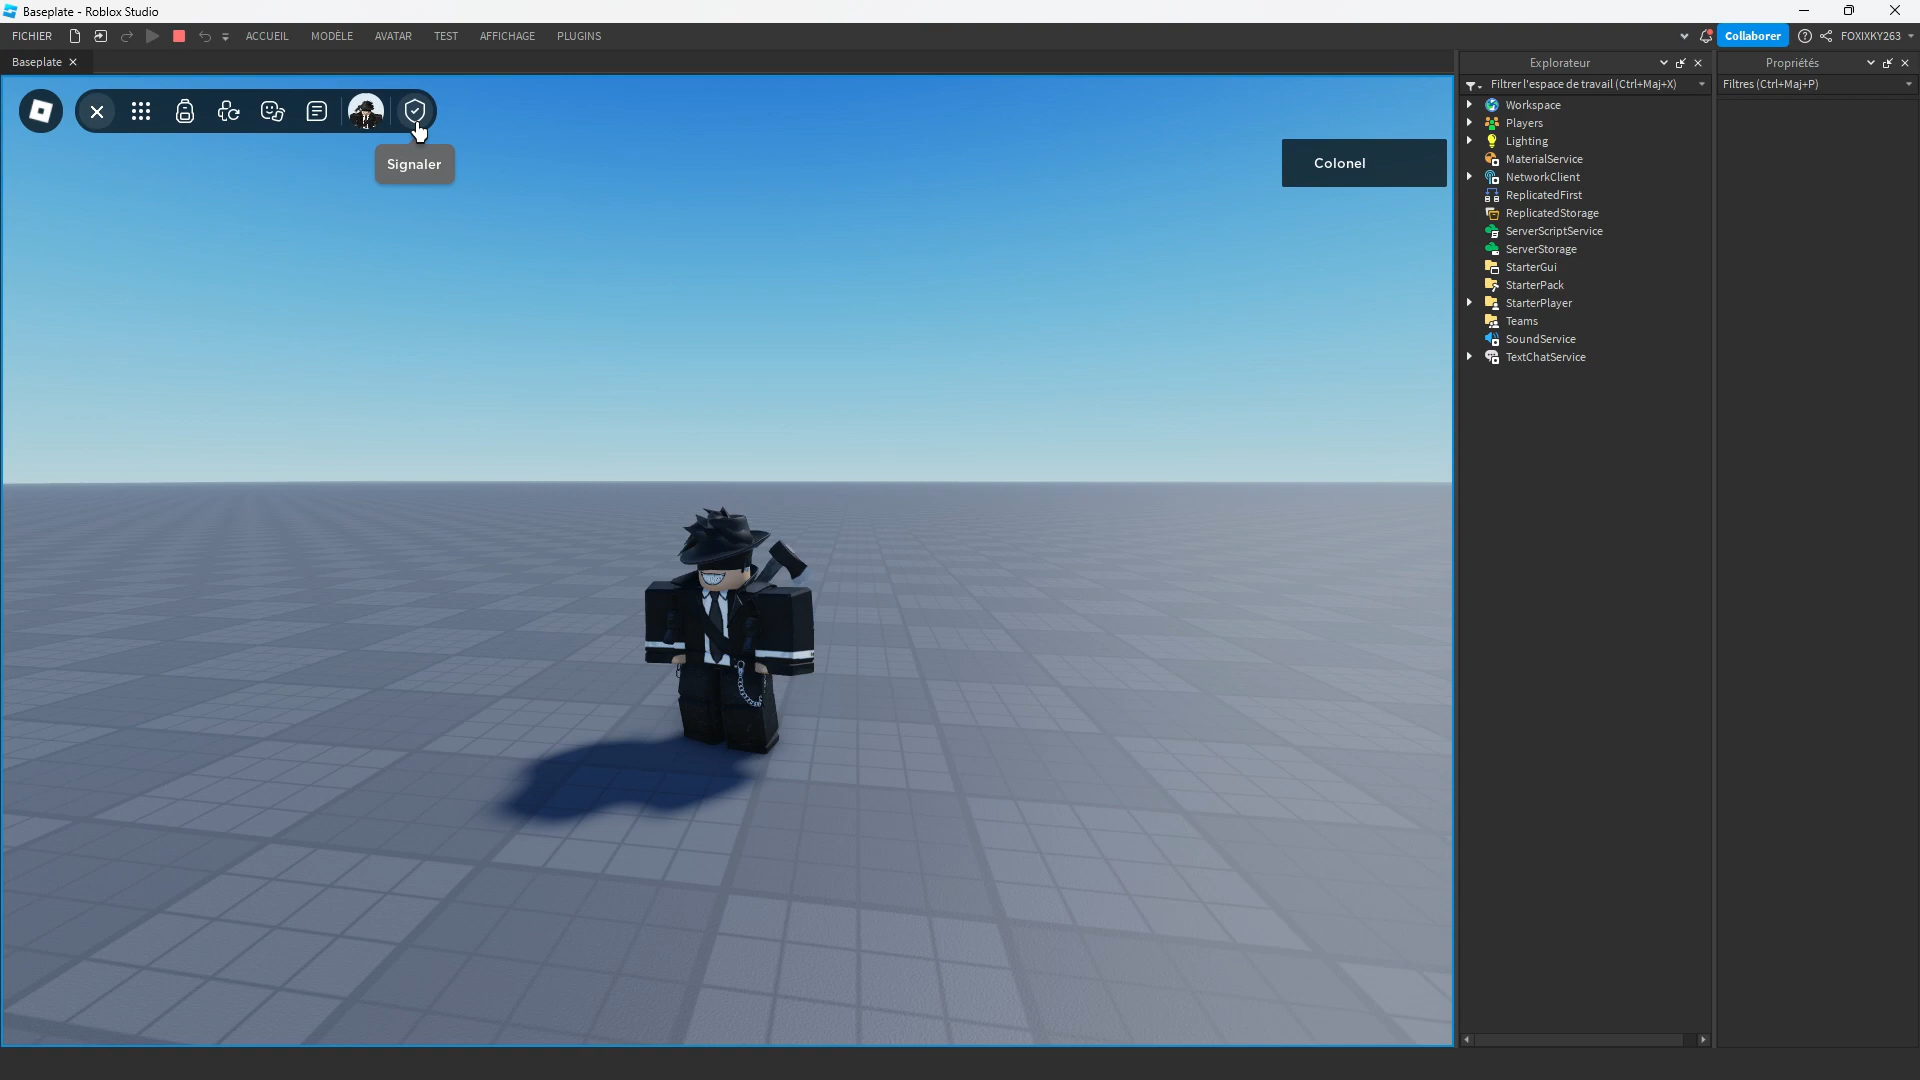 Baseplate - Roblox Studio
FICHIER ACCUEIL MODÈLE AVATAR TEST AFFICHAGE PLUGINS Collaborer FOXIXKY263
Baseplate
Explorateur
Propriétés
Filtrer l'espace de travail (Ctrl+Maj+X)
Filtres (Ctrl+Maj+P)
Signaler
Colonel
Workspace
Players
Lighting
MaterialService
NetworkClient
ReplicatedFirst
ReplicatedStorage
ServerScriptService
ServerStorage
StarterGui
StarterPack
StarterPlayer
Teams
SoundService
TextChatService